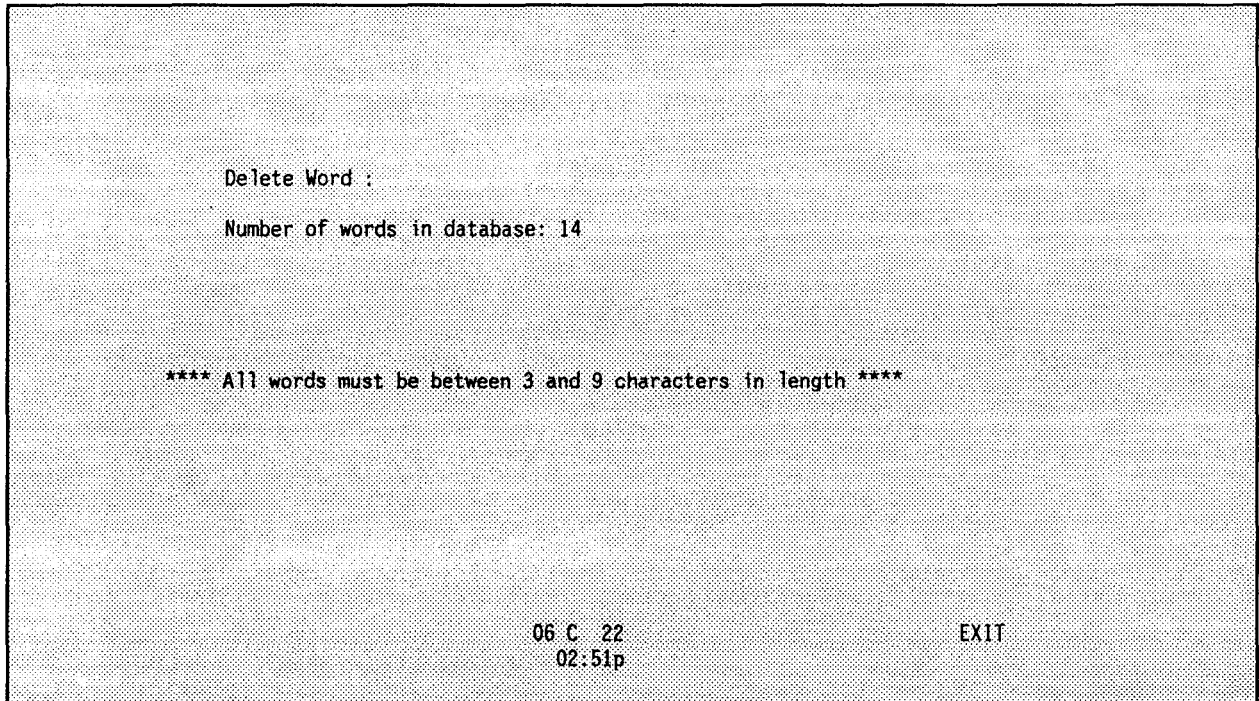 Delete Word :
Number of words in database: 14
**** All words must be between 3 and 9 characters in length ****
06 C 22 EXIT
02:51p